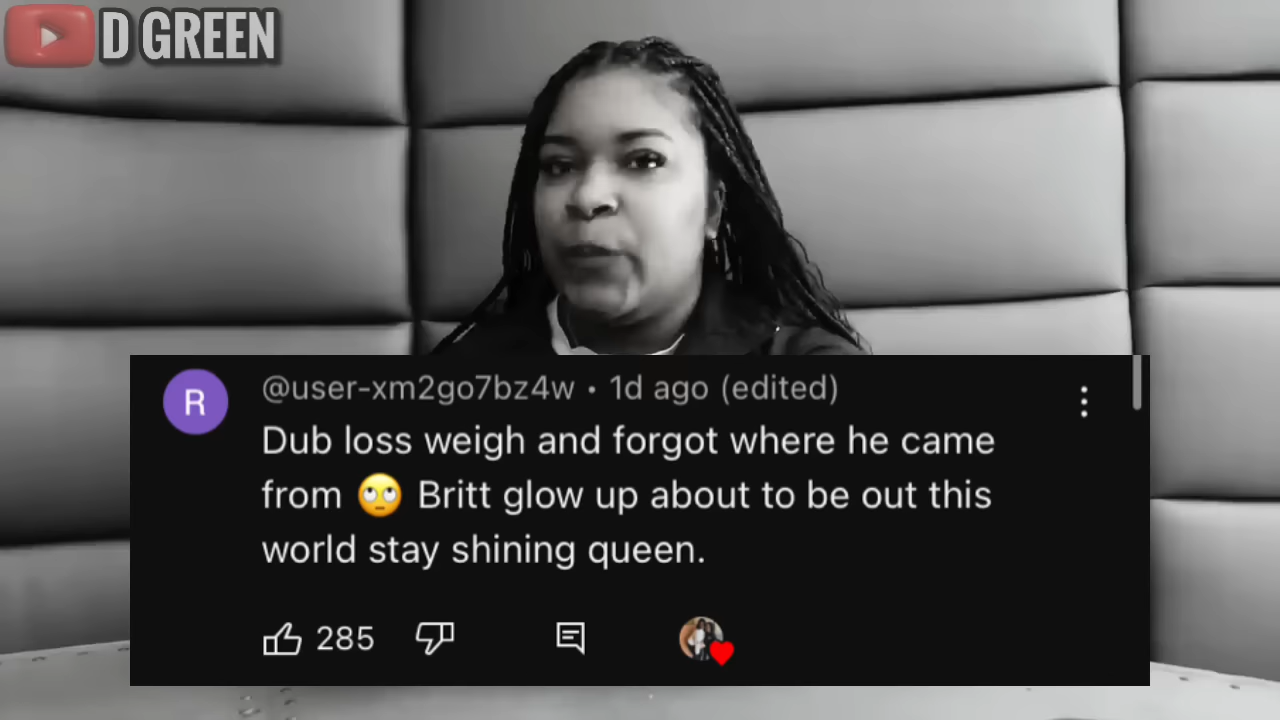 D GREEN
R
@user-xm2go7bz4w • 1d ago (edited)
Dub loss weigh and forgot where he came
from 🙄 Britt glow up about to be out this
world stay shining queen.
285